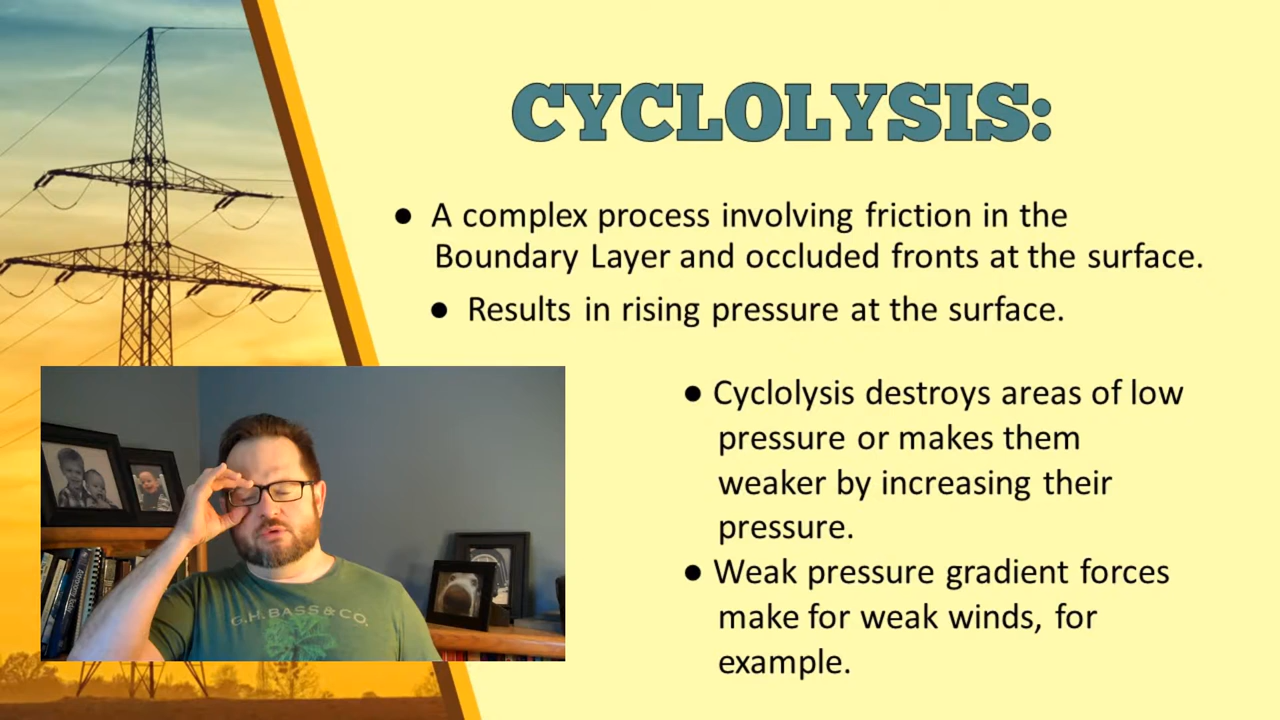 CYCLOLYSIS:
● A complex process involving friction in the
Boundary Layer and occluded fronts at the surface.
● Results in rising pressure at the surface.
● Cyclolysis destroys areas of low
pressure or makes them
weaker by increasing their
pressure.
● Weak pressure gradient forces
make for weak winds, for
example.
G.H. BASS & CO.